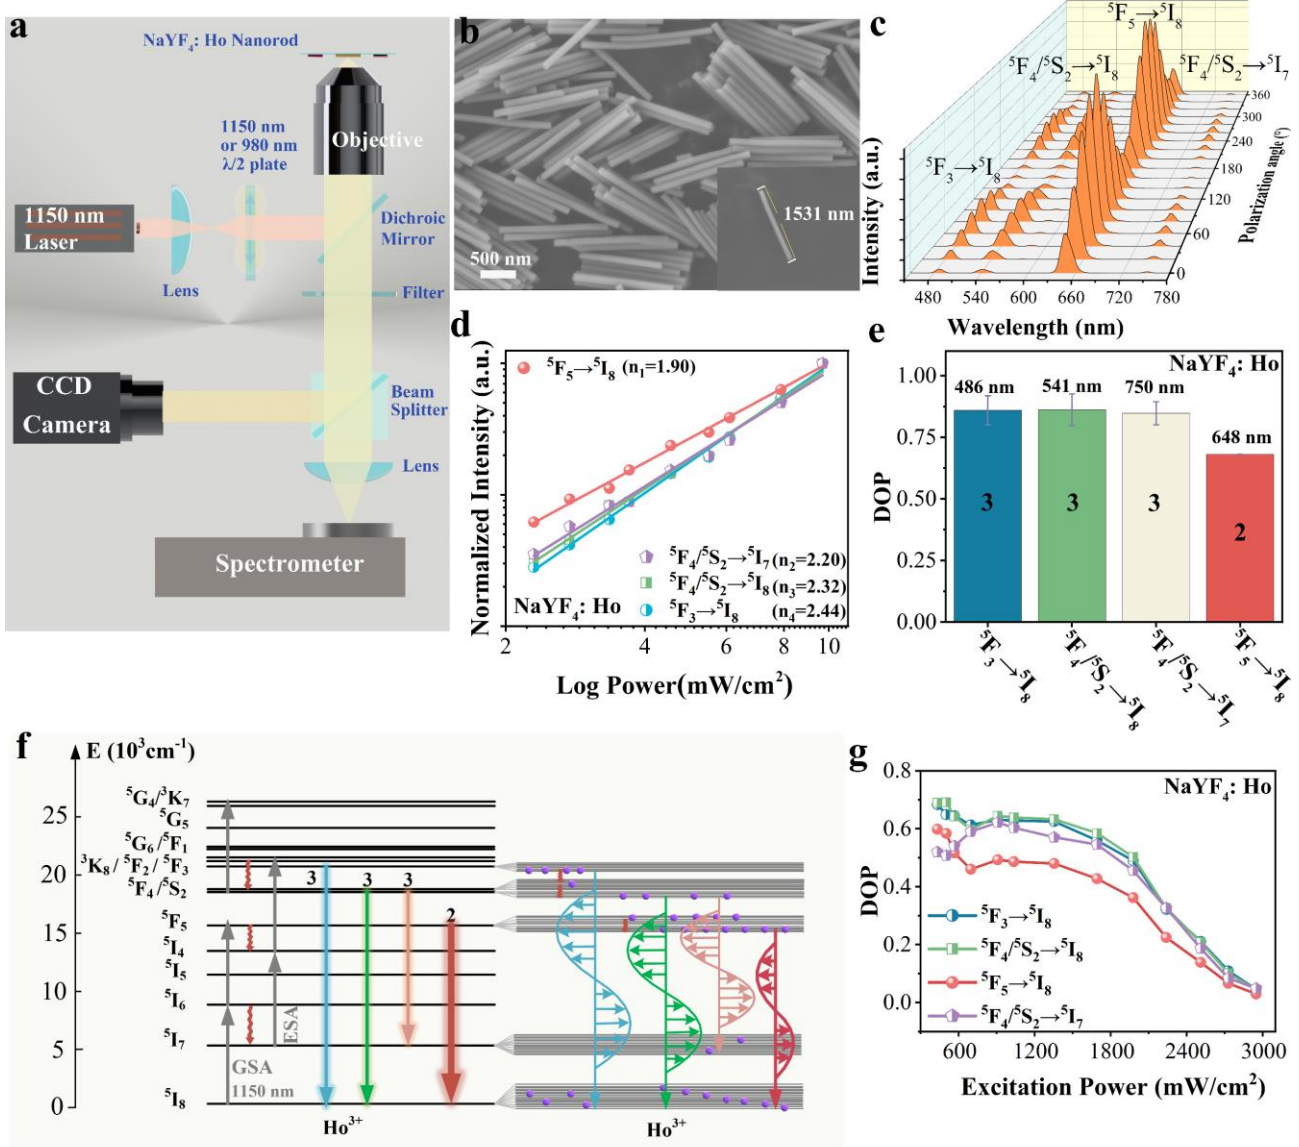 a
NaYF₄: Ho Nanorod
1150 nm
or 980 nm
λ/2 plate
Objective
1150 nm
Laser
Lens
Dichroic
Mirror
Filter
CCD
Camera
Beam
Splitter
Lens
Spectrometer
b
500 nm
1531 nm
c
⁵F₅→⁵I₈
⁵F₄/⁵S₂→⁵I₈
⁵F₄/⁵S₂→⁵I₇
⁵F₃→⁵I₈
Intensity (a.u.)
360
300
240
180
120
60
0
Polarization angle (°)
480 540 600 660 720 780
Wavelength (nm)
d
⁵F₅→⁵I₈ (n₁=1.90)
⁵F₄/⁵S₂→⁵I₇ (n₂=2.20)
⁵F₄/⁵S₂→⁵I₈ (n₃=2.32)
⁵F₃→⁵I₈ (n₄=2.44)
NaYF₄: Ho
Normalized Intensity (a.u.)
2 4 6 8 10
Log Power(mW/cm²)
e
NaYF₄: Ho
1.00
0.75
0.50
0.25
0.00
DOP
486 nm
541 nm
750 nm
648 nm
3
3
3
2
⁵F₃→⁵I₈
⁵F₄/⁵S₂→⁵I₈
⁵F₄/⁵S₂→⁵I₇
⁵F₅→⁵I₈
f
E (10³cm⁻¹)
25
20
15
10
5
0
⁵G₄/³K₇
⁵G₅
⁵G₆/⁵F₁
³K₈/⁵F₂/⁵F₃
⁵F₄/⁵S₂
⁵F₅
⁵I₄
⁵I₅
⁵I₆
⁵I₇
⁵I₈
GSA
1150 nm
ESA
3
3
3
2
Ho³⁺
Ho³⁺
g
NaYF₄: Ho
0.8
0.6
0.4
0.2
0.0
DOP
⁵F₃→⁵I₈
⁵F₄/⁵S₂→⁵I₈
⁵F₅→⁵I₈
⁵F₄/⁵S₂→⁵I₇
600 1200 1800 2400 3000
Excitation Power (mW/cm²)